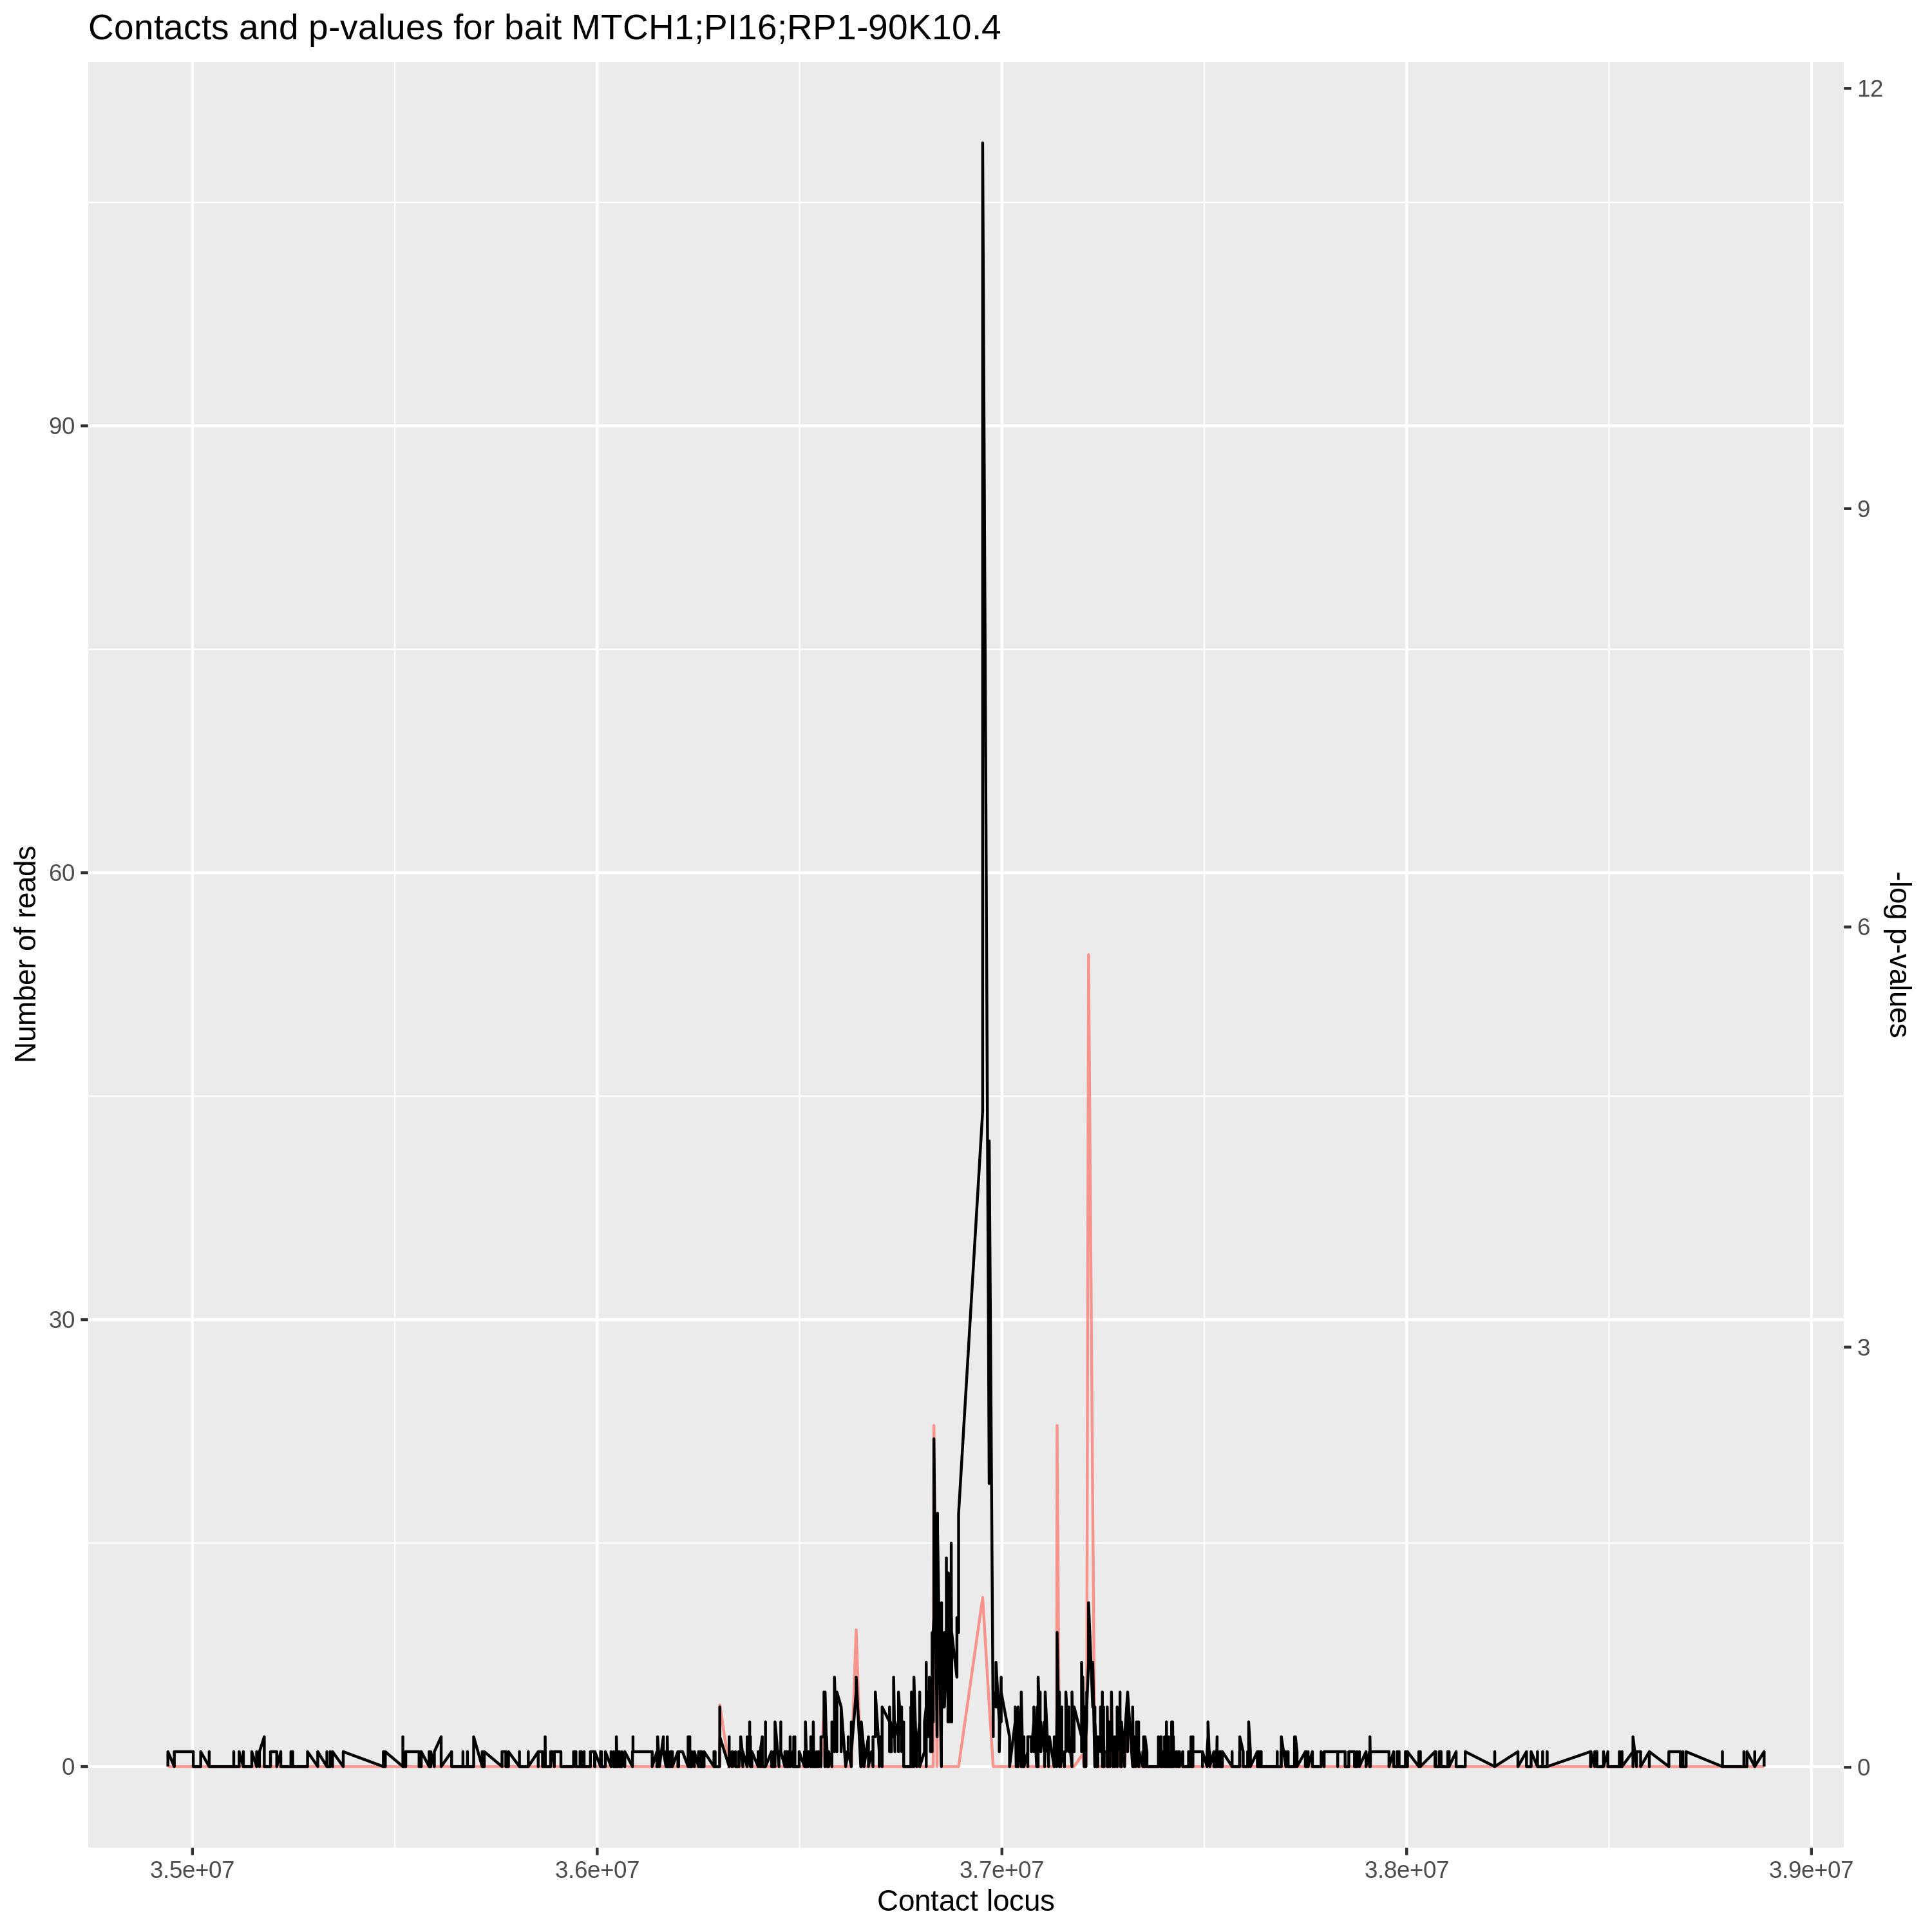 Contacts and p-values for bait MTCH1;PI16;RP1-90K10.4
12
90
9
60
6
Number of reads
-log p-values
30
3
0
0
3.5e+07
3.6e+07
3.7e+07
3.8e+07
3.9e+07
Contact locus